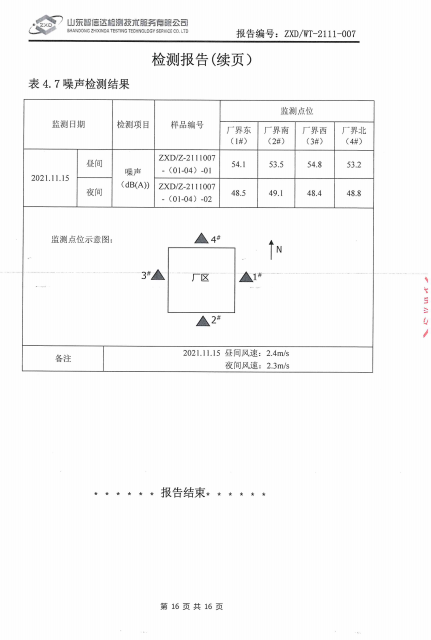 山东智信达检测技术服务有限公司
SHANDONG ZHIXINDA TESTING TECHNOLOGY SERVICE CO. LTD
ZXD
报告编号：ZXD/WT-2111-007
检测报告(续页）
表 4.7 噪声检测结果
监测日期 检测项目 样品编号 监测点位
厂界东（1#） 厂界南（2#） 厂界西（3#） 厂界北（4#）
2021.11.15 昼间 噪声（dB(A)) ZXD/Z-2111007-（01-04）-01 54.1 53.5 54.8 53.2
夜间 ZXD/Z-2111007-（01-04）-02 48.5 49.1 48.4 48.8
监测点位示意图：
4#
N
3#
厂区
1#
2#
备注 2021.11.15 昼间风速：2.4m/s
夜间风速：2.3m/s
* * * * * * 报告结束* * * * * *
第 16 页 共 16 页